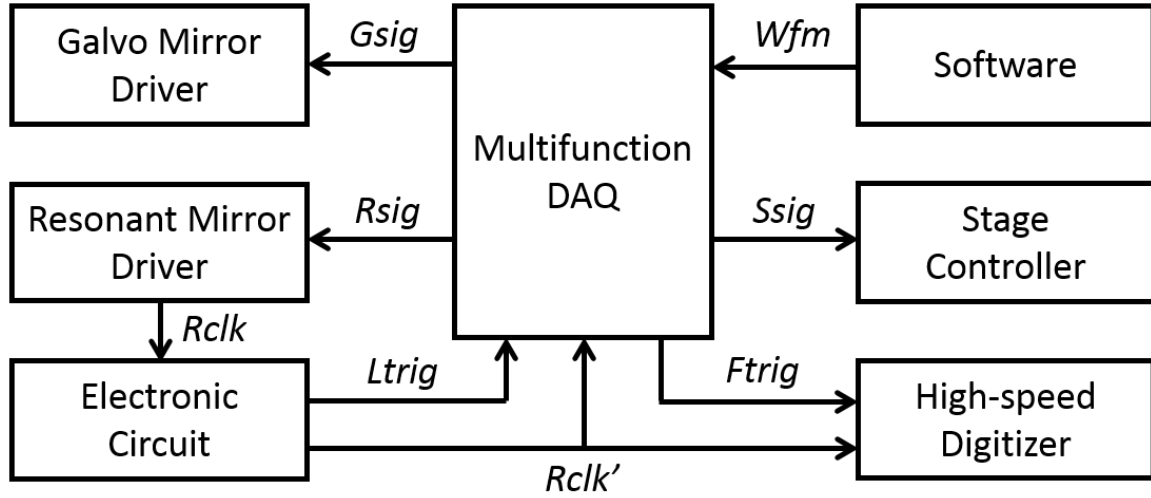 Galvo Mirror
Driver
Gsig
Multifunction
DAQ
Wfm
Software
Resonant Mirror
Driver
Rsig
Ssig
Stage
Controller
Rclk
Electronic
Circuit
Ltrig
Ftrig
High-speed
Digitizer
Rclk’